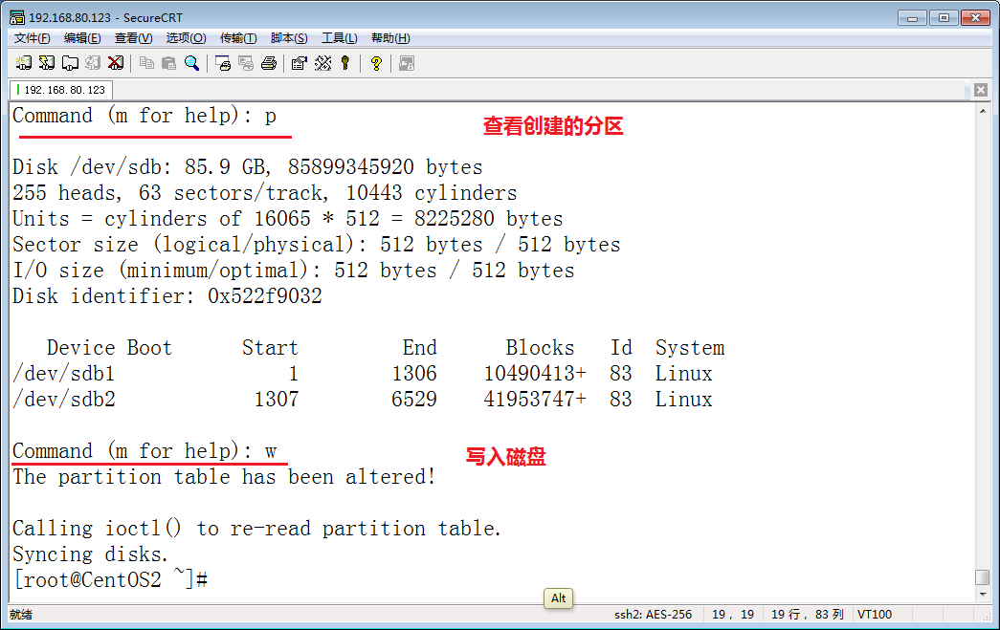 192.168.80.123 - SecureCRT
文件(F) 编辑(E) 查看(V) 选项(O) 传输(T) 脚本(S) 工具(L) 帮助(H)
192.168.80.123
Command (m for help): p
查看创建的分区
Disk /dev/sdb: 85.9 GB, 85899345920 bytes
255 heads, 63 sectors/track, 10443 cylinders
Units = cylinders of 16065 * 512 = 8225280 bytes
Sector size (logical/physical): 512 bytes / 512 bytes
I/O size (minimum/optimal): 512 bytes / 512 bytes
Disk identifier: 0x522f9032
Device Boot Start End Blocks Id System
/dev/sdb1 1 1306 10490413+ 83 Linux
/dev/sdb2 1307 6529 41953747+ 83 Linux
Command (m for help): w
写入磁盘
The partition table has been altered!
Calling ioctl() to re-read partition table.
Syncing disks.
[root@CentOS2 ~]#
Alt
就绪 ssh2: AES-256 19, 19 19 行, 83 列 VT100